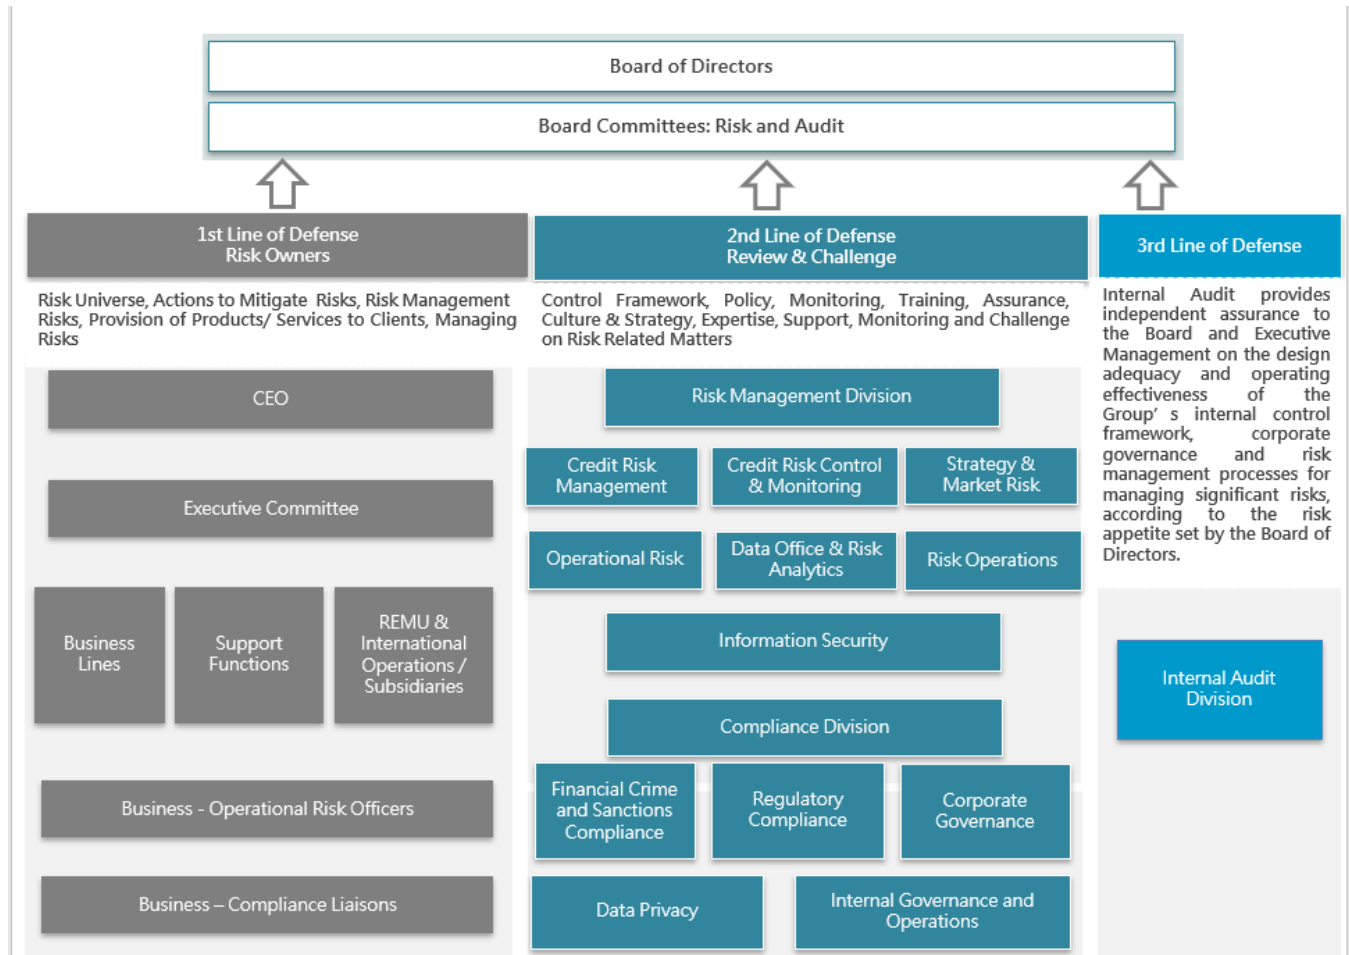 Board of Directors
Board Committees: Risk and Audit
1st Line of Defense
Risk Owners
Risk Universe, Actions to Mitigate Risks, Risk Management
Risks, Provision of Products/ Services to Clients, Managing
Risks
CEO
Executive Committee
Business
Lines
Support
Functions
REMU &
International
Operations /
Subsidiaries
Business - Operational Risk Officers
Business – Compliance Liaisons
2nd Line of Defense
Review & Challenge
Control Framework, Policy, Monitoring, Training, Assurance,
Culture & Strategy, Expertise, Support, Monitoring and Challenge
on Risk Related Matters
Risk Management Division
Credit Risk
Management
Credit Risk Control
& Monitoring
Strategy &
Market Risk
Operational Risk
Data Office & Risk
Analytics
Risk Operations
Information Security
Compliance Division
Financial Crime
and Sanctions
Compliance
Regulatory
Compliance
Corporate
Governance
Data Privacy
Internal Governance and
Operations
3rd Line of Defense
Internal Audit provides
independent assurance to
the Board and Executive
Management on the design
adequacy and operating
effectiveness of the
Group' s internal control
framework, corporate
governance and risk
management processes for
managing significant risks,
according to the risk
appetite set by the Board of
Directors.
Internal Audit
Division